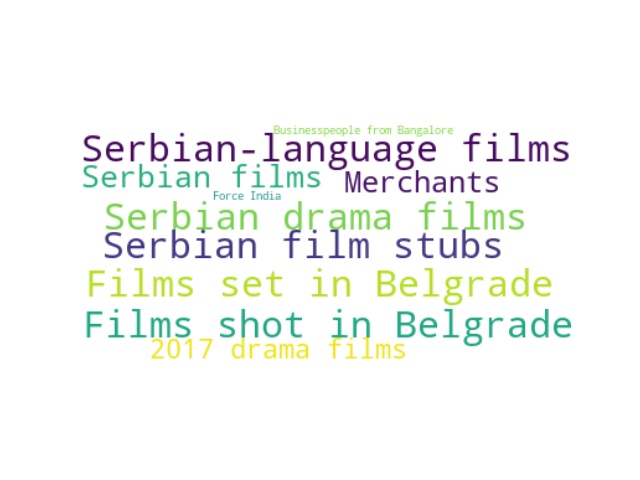 Businesspeople from Bangalore
Serbian-language films
Serbian films
Merchants
Force India
Serbian drama films
Serbian film stubs
Films set in Belgrade
Films shot in Belgrade
2017 drama films